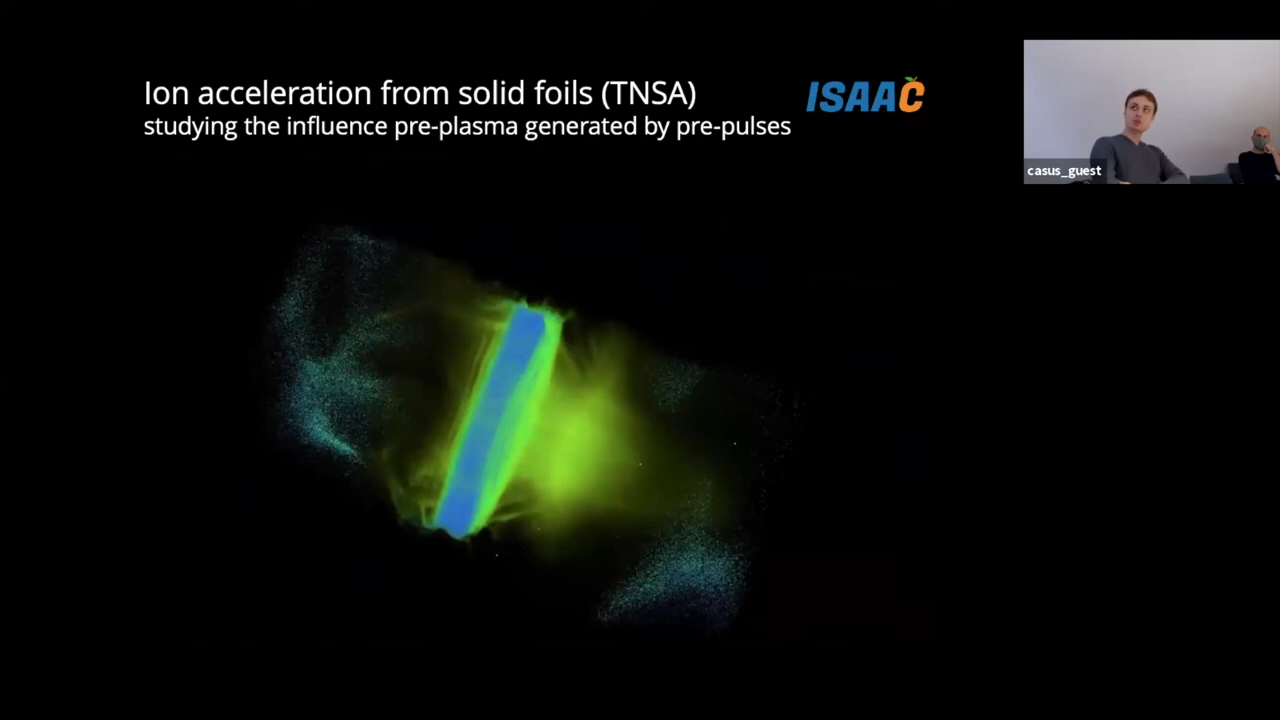 Ion acceleration from solid foils (TNSA)
studying the influence pre-plasma generated by pre-pulses
ISAAC
casus_guest